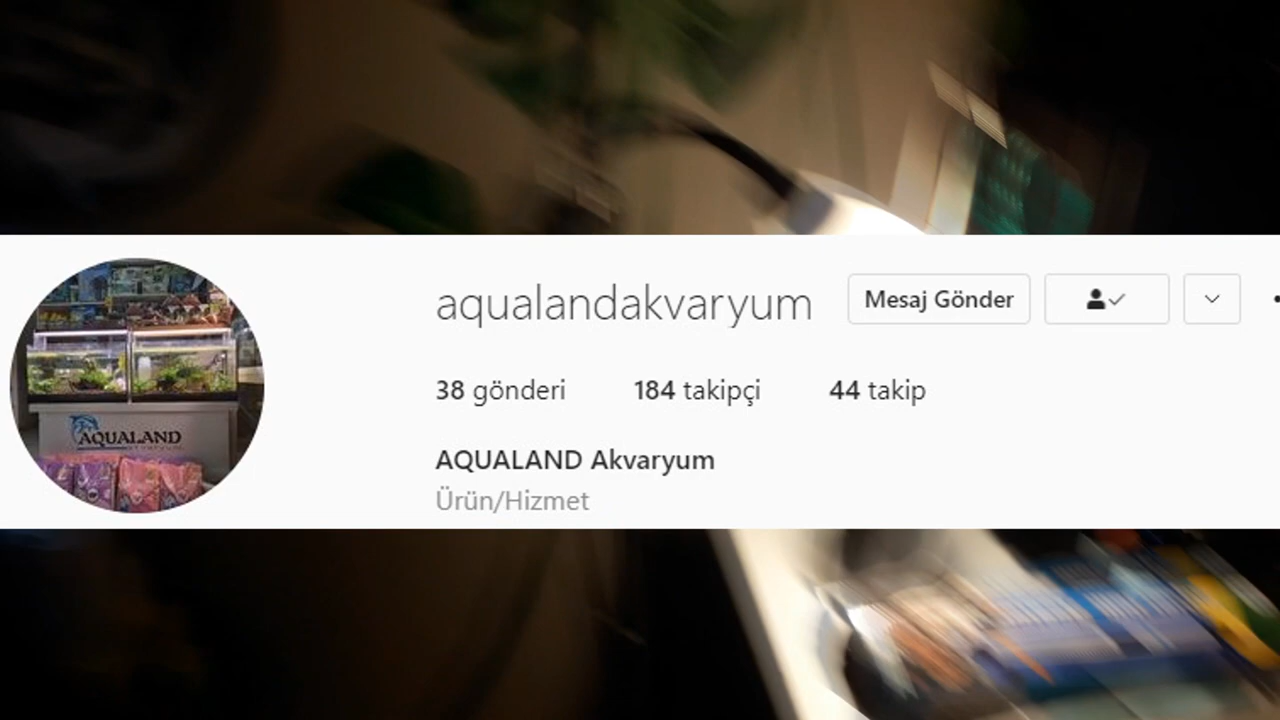 aqualandakvaryum Mesaj Gönder
38 gönderi 184 takipçi 44 takip
AQUALAND Akvaryum
Ürün/Hizmet
AQUALAND